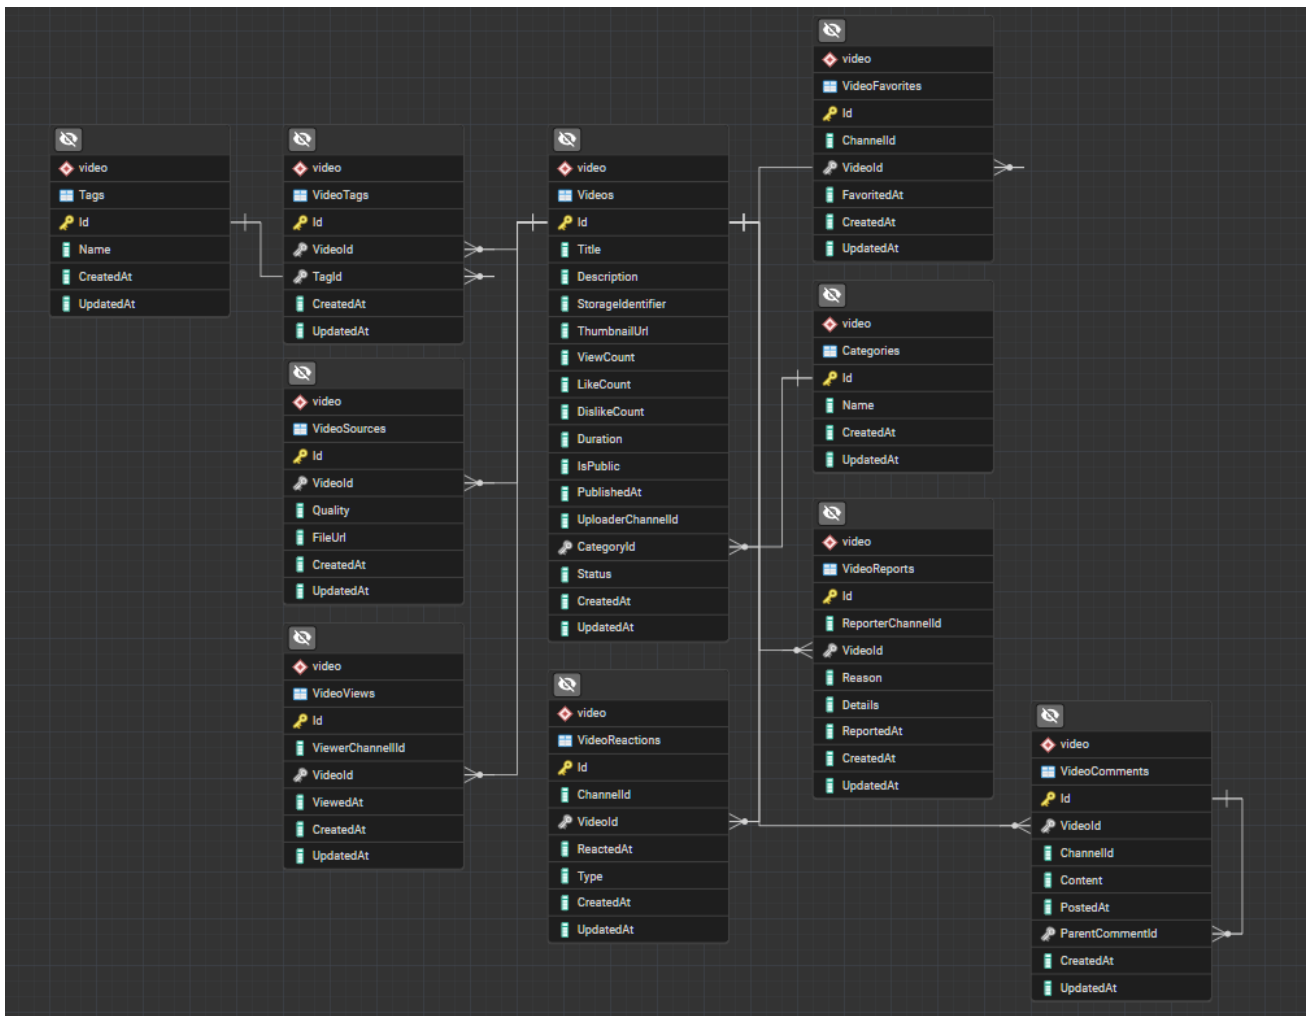 video
Tags
Id
Name
CreatedAt
UpdatedAt
video
VideoTags
Id
VideoId
TagId
CreatedAt
UpdatedAt
video
VideoSources
Id
VideoId
Quality
FileUrl
CreatedAt
UpdatedAt
video
VideoViews
Id
ViewerChannelId
VideoId
ViewedAt
CreatedAt
UpdatedAt
video
Videos
Id
Title
Description
StorageIdentifier
ThumbnailUrl
ViewCount
LikeCount
DislikeCount
Duration
IsPublic
PublishedAt
UploaderChannelId
CategoryId
Status
CreatedAt
UpdatedAt
video
VideoReactions
Id
ChannelId
VideoId
ReactedAt
Type
CreatedAt
UpdatedAt
video
VideoFavorites
Id
ChannelId
VideoId
FavoritedAt
CreatedAt
UpdatedAt
video
Categories
Id
Name
CreatedAt
UpdatedAt
video
VideoReports
Id
ReporterChannelId
VideoId
Reason
Details
ReportedAt
CreatedAt
UpdatedAt
video
VideoComments
Id
VideoId
ChannelId
Content
PostedAt
ParentCommentId
CreatedAt
UpdatedAt